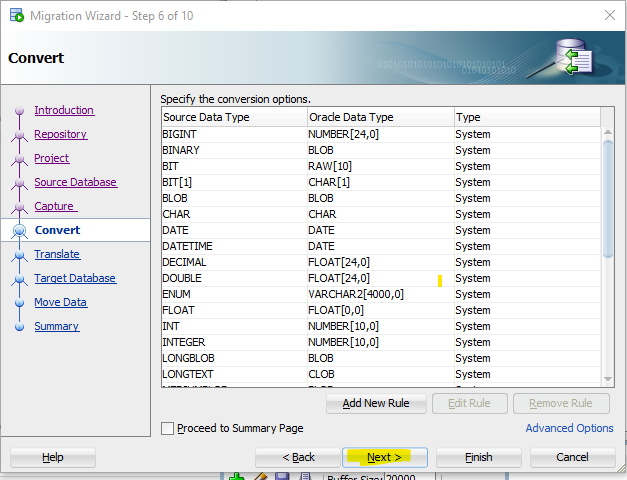 Migration Wizard - Step 6 of 10
Convert
Introduction
Repository
Project
Source Database
Capture
Convert
Translate
Target Database
Move Data
Summary
Specify the conversion options.
Source Data Type Oracle Data Type Type
BIGINT NUMBER[24,0] System
BINARY BLOB System
BIT RAW[10] System
BIT[1] CHAR[1] System
BLOB BLOB System
CHAR CHAR System
DATE DATE System
DATETIME DATE System
DECIMAL FLOAT[24,0] System
DOUBLE FLOAT[24,0] System
ENUM VARCHAR2[4000,0] System
FLOAT FLOAT[0,0] System
INT NUMBER[10,0] System
INTEGER NUMBER[10,0] System
LONGBLOB BLOB System
LONGTEXT CLOB System
Add New Rule Edit Rule Remove Rule
Proceed to Summary Page Advanced Options
Help < Back Next > Finish Cancel
Buffer Size: 20000